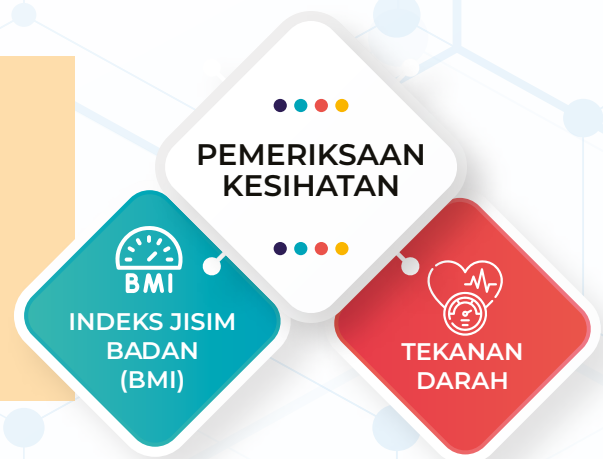 PEMERIKSAAN
KESIHATAN
BMI
INDEKS JISIM
BADAN
(BMI)
TEKANAN
DARAH